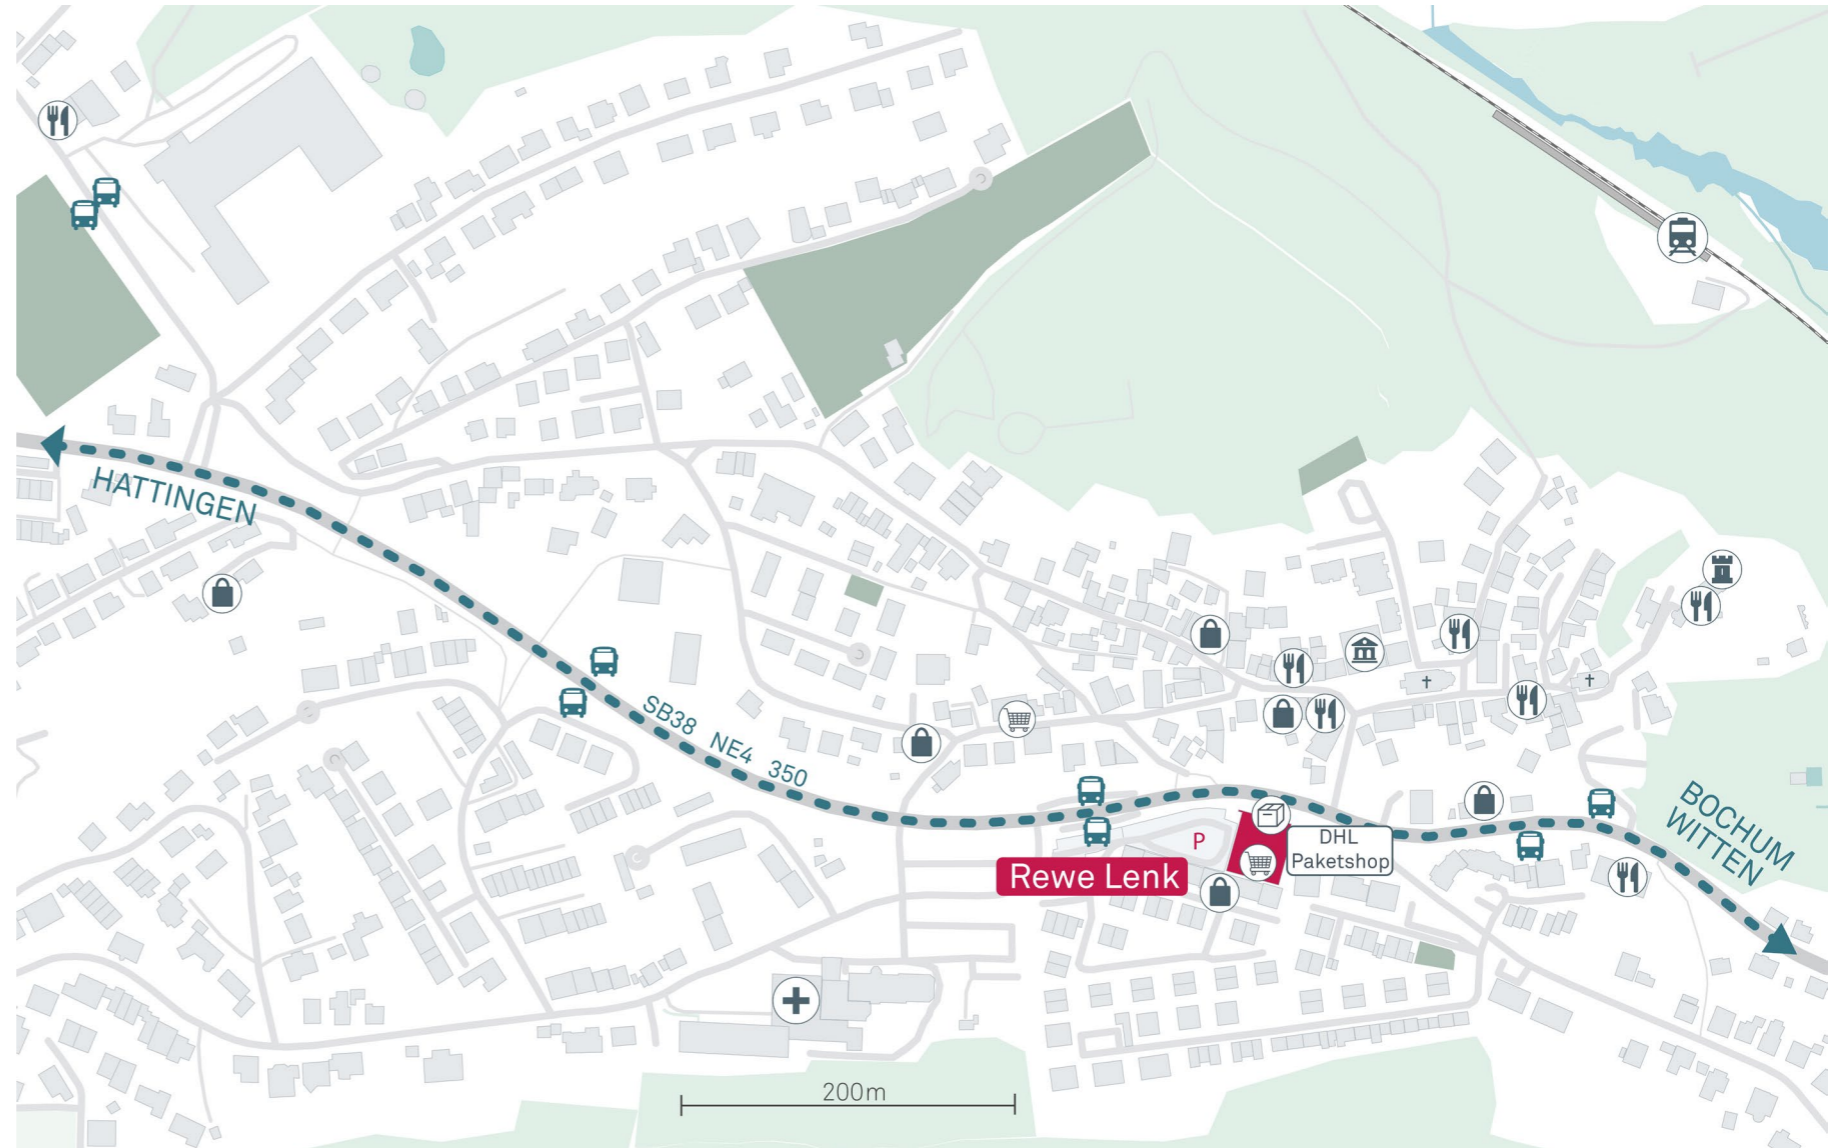 HATTINGEN
SB38 NE4 350
BOCHUM
WITTEN
P
DHL
Paketshop
Rewe Lenk
200m